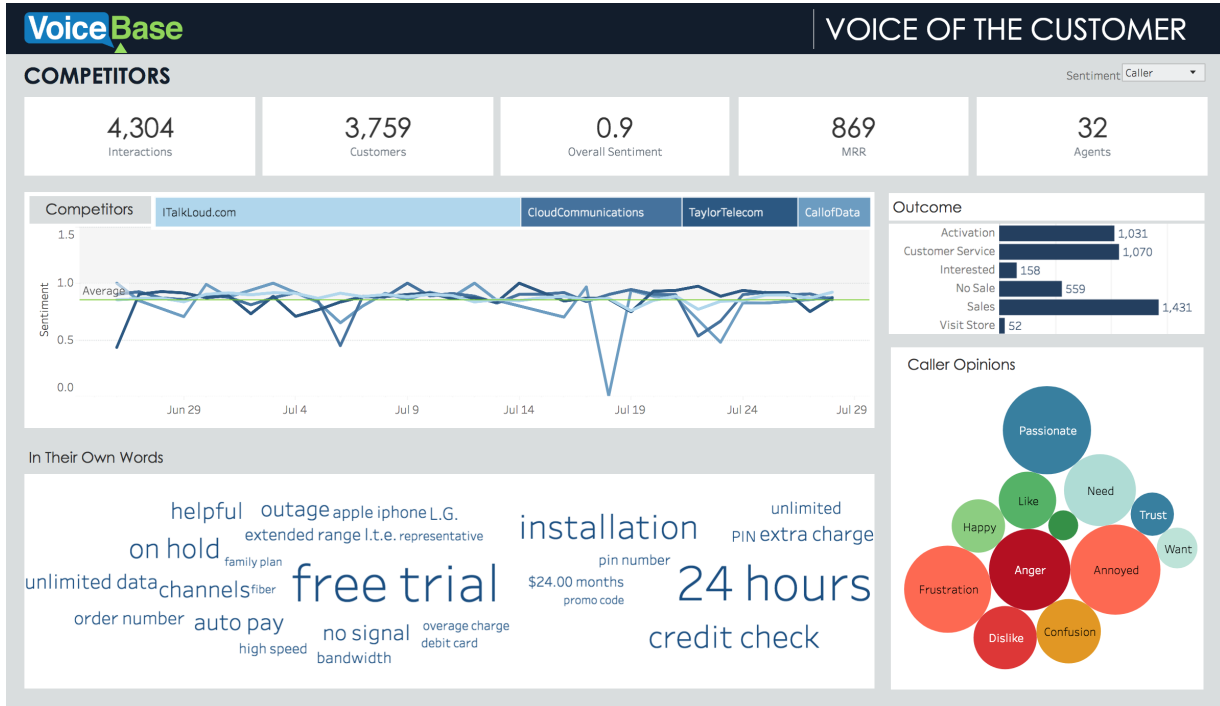 VoiceBase
VOICE OF THE CUSTOMER
COMPETITORS
Sentiment Caller
4,304
Interactions
3,759
Customers
0.9
Overall Sentiment
869
MRR
32
Agents
Competitors
ITalkLoud.com
CloudCommunications
TaylorTelecom
CallofData
Sentiment
1.5
1.0
0.5
0.0
Average
Jun 29
Jul 4
Jul 9
Jul 14
Jul 19
Jul 24
Jul 29
Outcome
Activation 1,031
Customer Service 1,070
Interested 158
No Sale 559
Sales 1,431
Visit Store 52
In Their Own Words
helpful
outage
apple iphone
L.G.
extended range
l.t.e.
representative
on hold
family plan
unlimited data
channels
fiber
free trial
order number
auto pay
no signal
overage charge
debit card
high speed
bandwidth
installation
unlimited
PIN
extra charge
pin number
$24.00 months
promo code
24 hours
credit check
Caller Opinions
Passionate
Need
Like
Trust
Happy
Want
Anger
Annoyed
Frustration
Dislike
Confusion